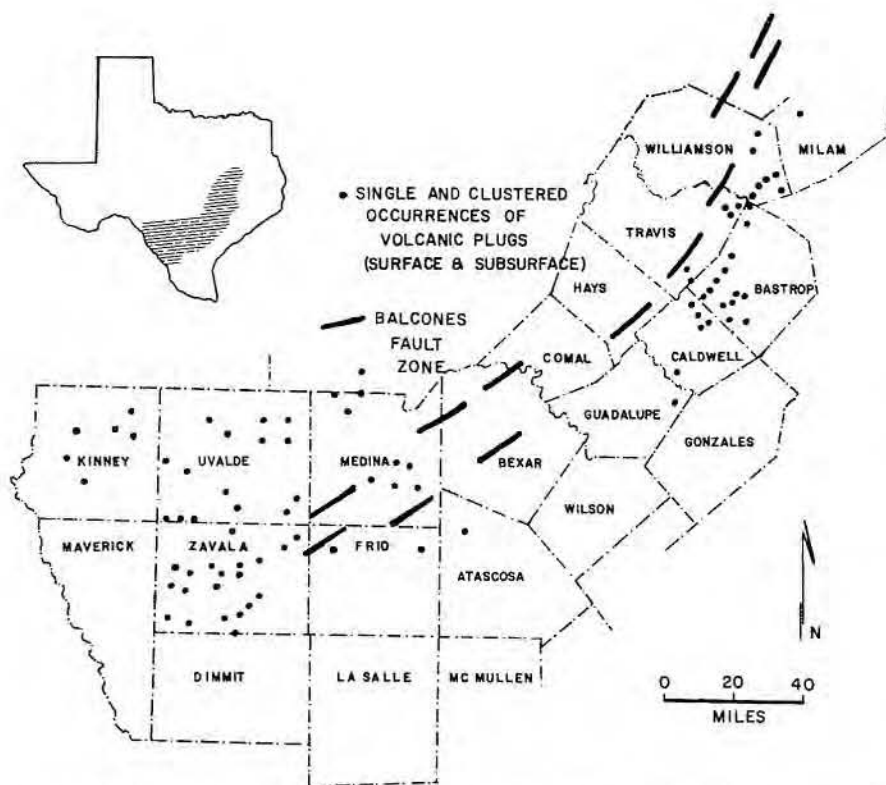 WILLIAMSON
MILAM
• SINGLE AND CLUSTERED
OCCURRENCES OF
VOLCANIC PLUGS
(SURFACE & SUBSURFACE)
TRAVIS
HAYS
BASTROP
BALCONES
FAULT
ZONE
COMAL
CALDWELL
GUADALUPE
GONZALES
KINNEY
UVALDE
MEDINA
BEXAR
WILSON
MAVERICK
ZAVALA
FRIO
ATASCOSA
N
DIMMIT
LA SALLE
MC MULLEN
0 20 40
MILES